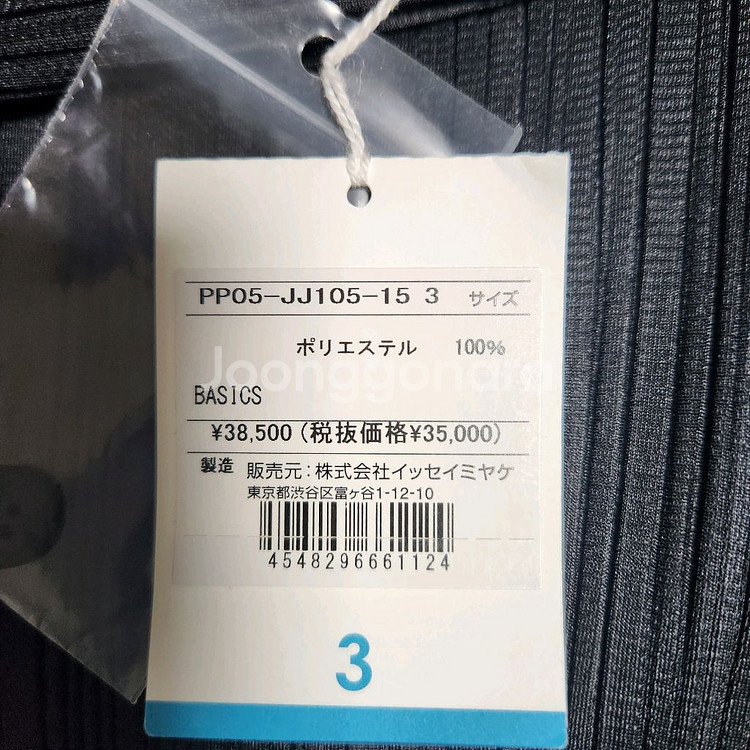 PP05-JJ105-15 3 サイズ
ポリエステル 100%
Joonggonara
BASICS
¥38,500(税抜価格¥35,000)
製造
販売元:株式会社イッセイミヤケ
東京都渋谷区富ヶ谷1-12-10
4548296661124
3